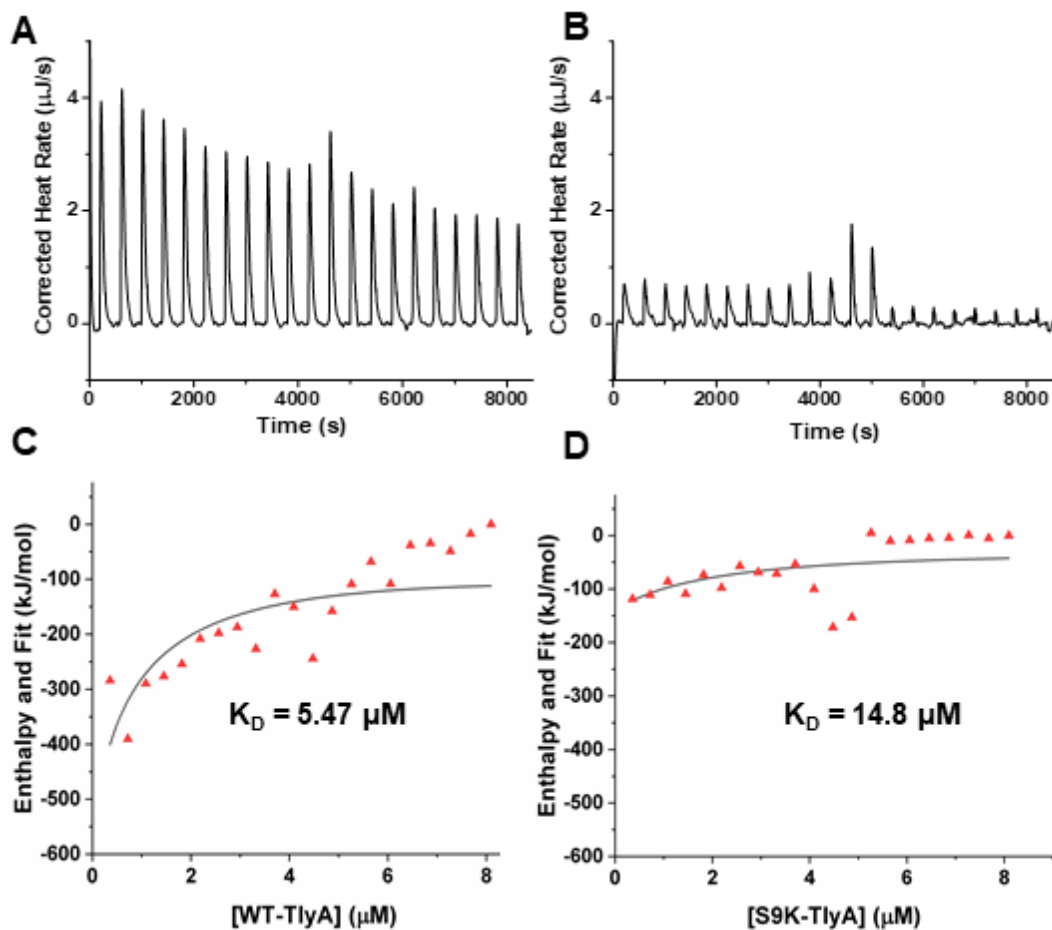 A
Corrected Heat Rate (μJ/s)
4
2
0
0 2000 4000 6000 8000
Time (s)
B
Corrected Heat Rate (μJ/s)
4
2
0
0 2000 4000 6000 8000
Time (s)
C
Enthalpy and Fit (kJ/mol)
0
-100
-200
-300
-400
-500
-600
K_D = 5.47 μM
0 2 4 6 8
[WT-TlyA] (μM)
D
Enthalpy and Fit (kJ/mol)
0
-100
-200
-300
-400
-500
-600
K_D = 14.8 μM
0 2 4 6 8
[S9K-TlyA] (μM)